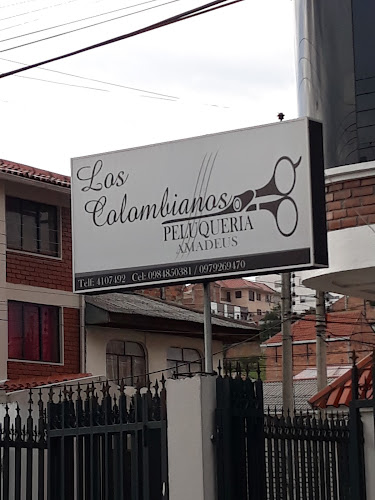 Los
Colombianos
PELUQUERIA
AMADEUS
Telf: 4107492 Cel: 0984850381 / 0979269470